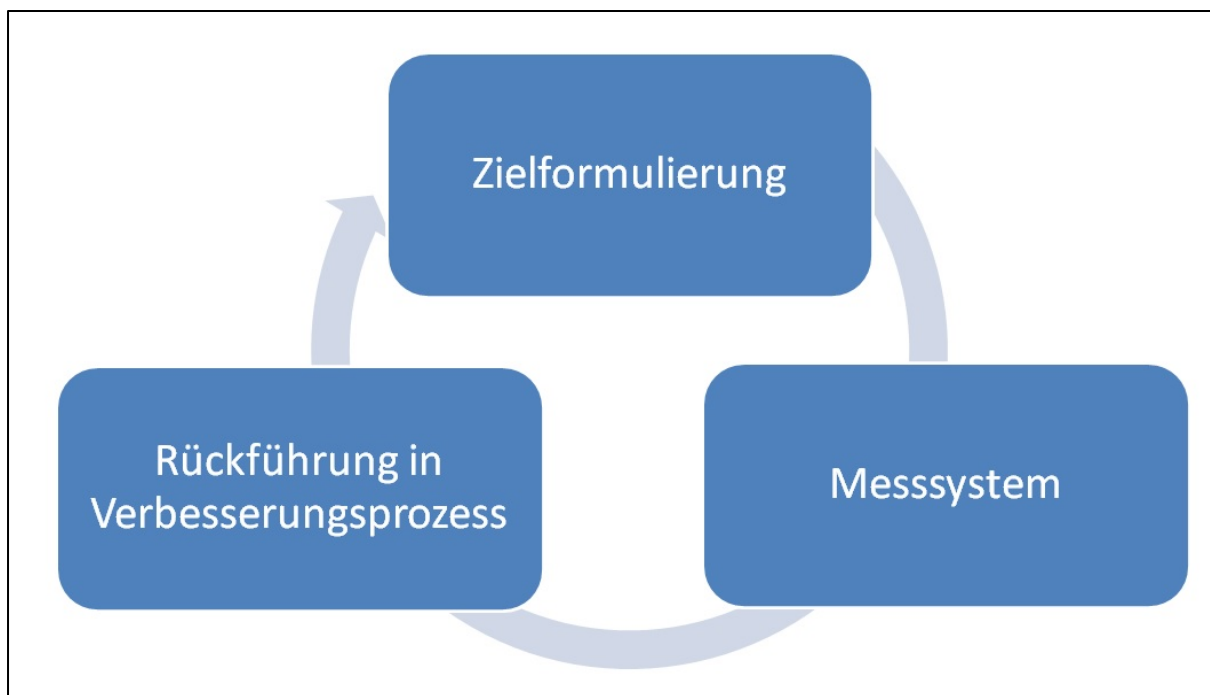 Zielformulierung
Messsystem
Rückführung in
Verbesserungsprozess